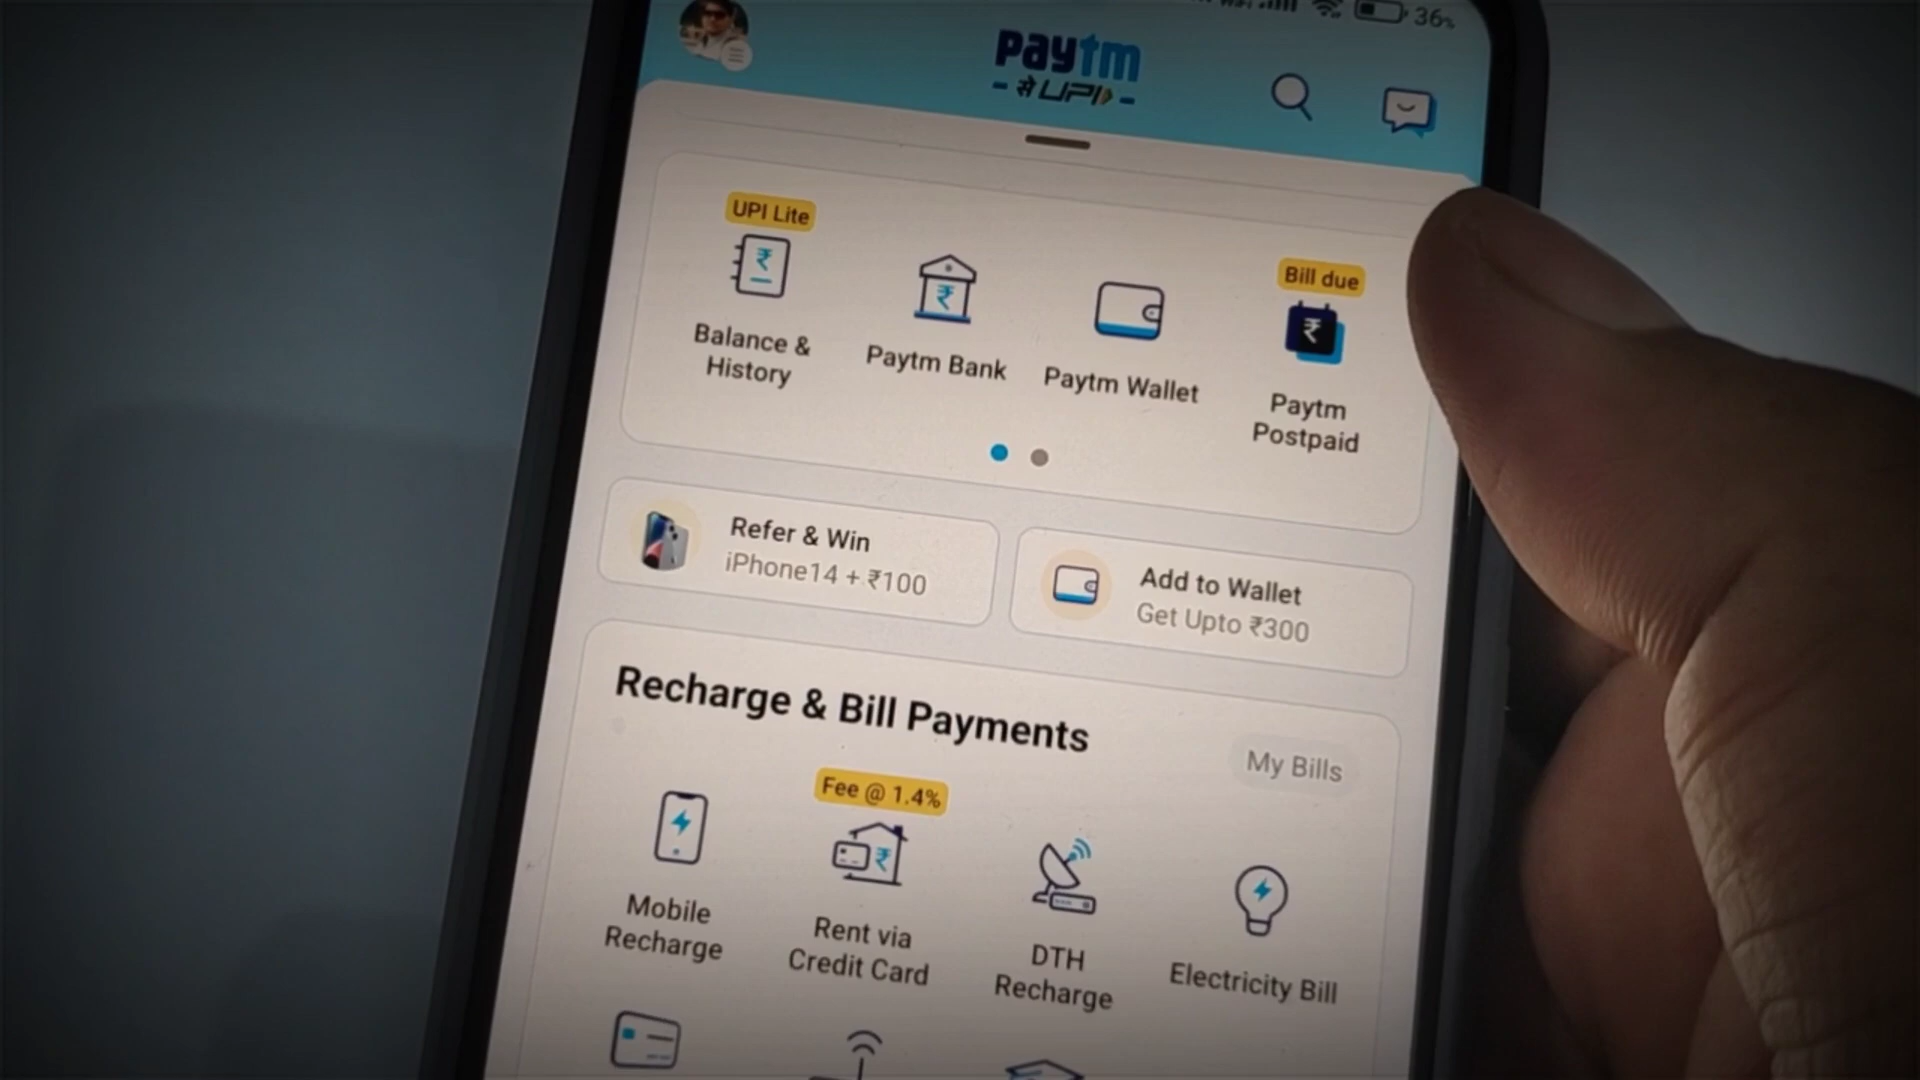 36%
paytm
से UPI
UPI Lite
Balance &
History
Paytm Bank
Paytm Wallet
Bill due
Paytm
Postpaid
Refer & Win
iPhone14 + ₹100
Add to Wallet
Get Upto ₹300
Recharge & Bill Payments
My Bills
Mobile
Recharge
Fee @ 1.4%
Rent via
Credit Card
DTH
Recharge
Electricity Bill